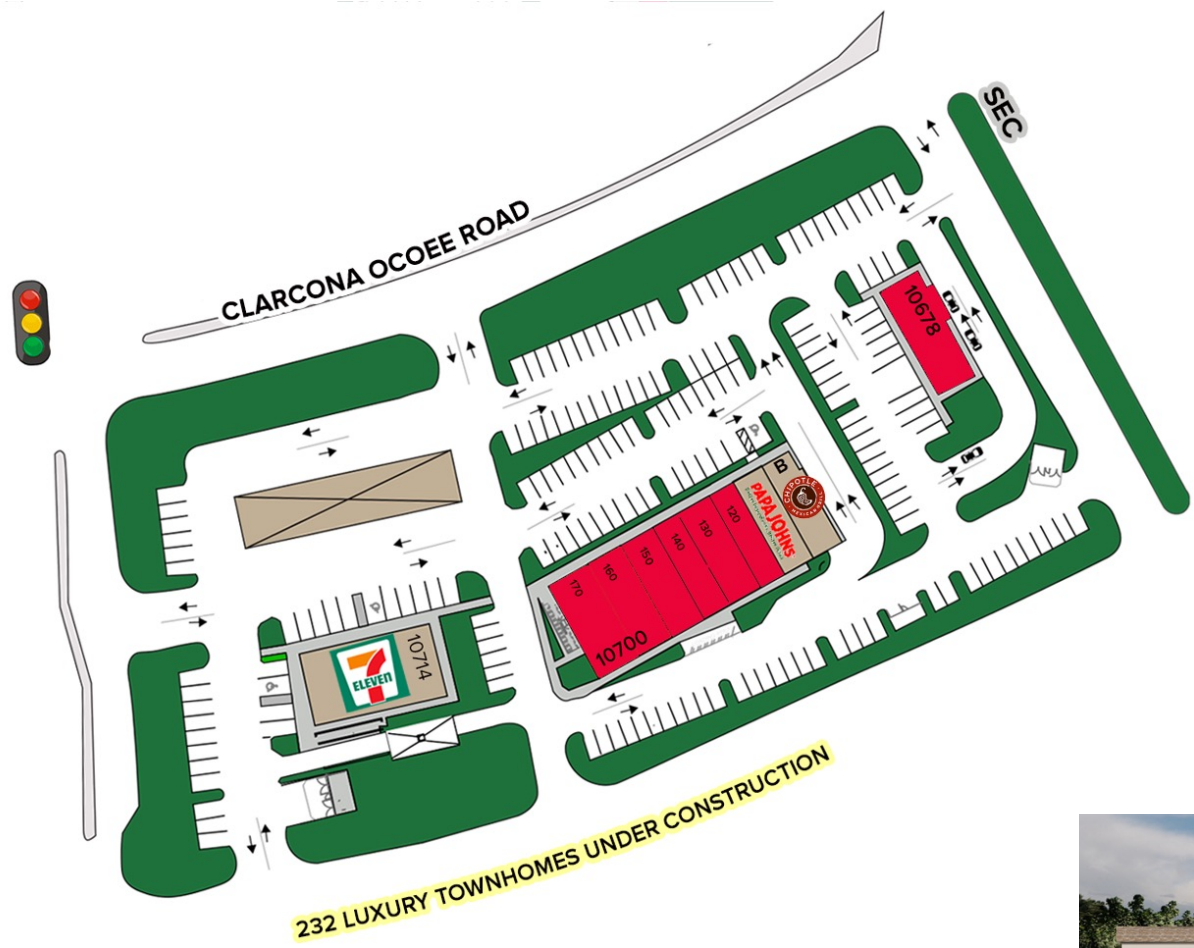 SEC
CLARCONA OCOEE ROAD
10678
B
CHIPOTLE
PAPA JOHNS
120
130
140
150
160
170
10700
10714
7
ELEVEN
232 LUXURY TOWNHOMES UNDER CONSTRUCTION